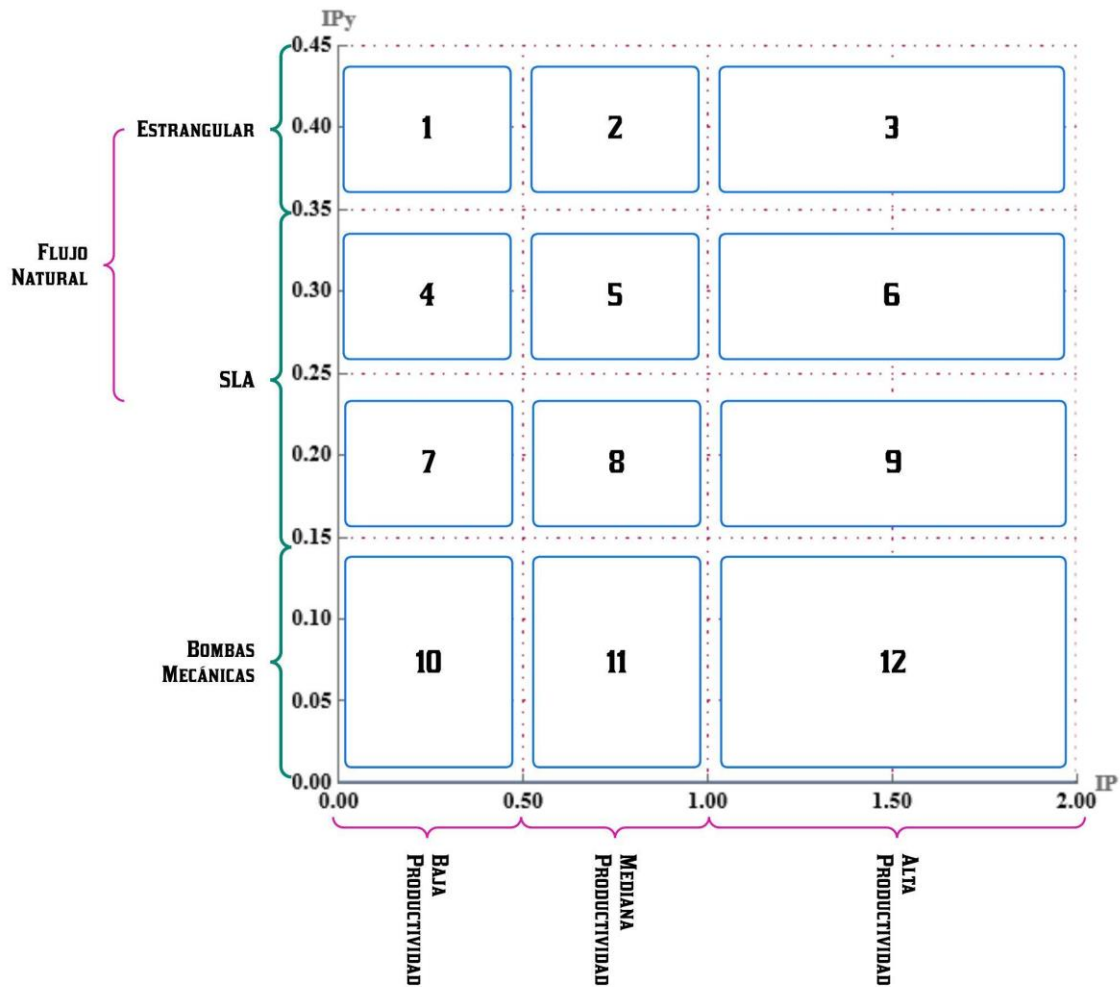 IPy
0.45
ESTRANGULAR
0.40
1
2
3
0.35
FLUJO
NATURAL
0.30
4
5
6
0.25
SLA
0.20
7
8
9
0.15
BOMBAS
MECÁNICAS
0.10
10
11
12
0.05
0.00
IP
0.00
0.50
1.00
1.50
2.00
BAJA
PRODUCTIVIDAD
MEDIANA
PRODUCTIVIDAD
ALTA
PRODUCTIVIDAD